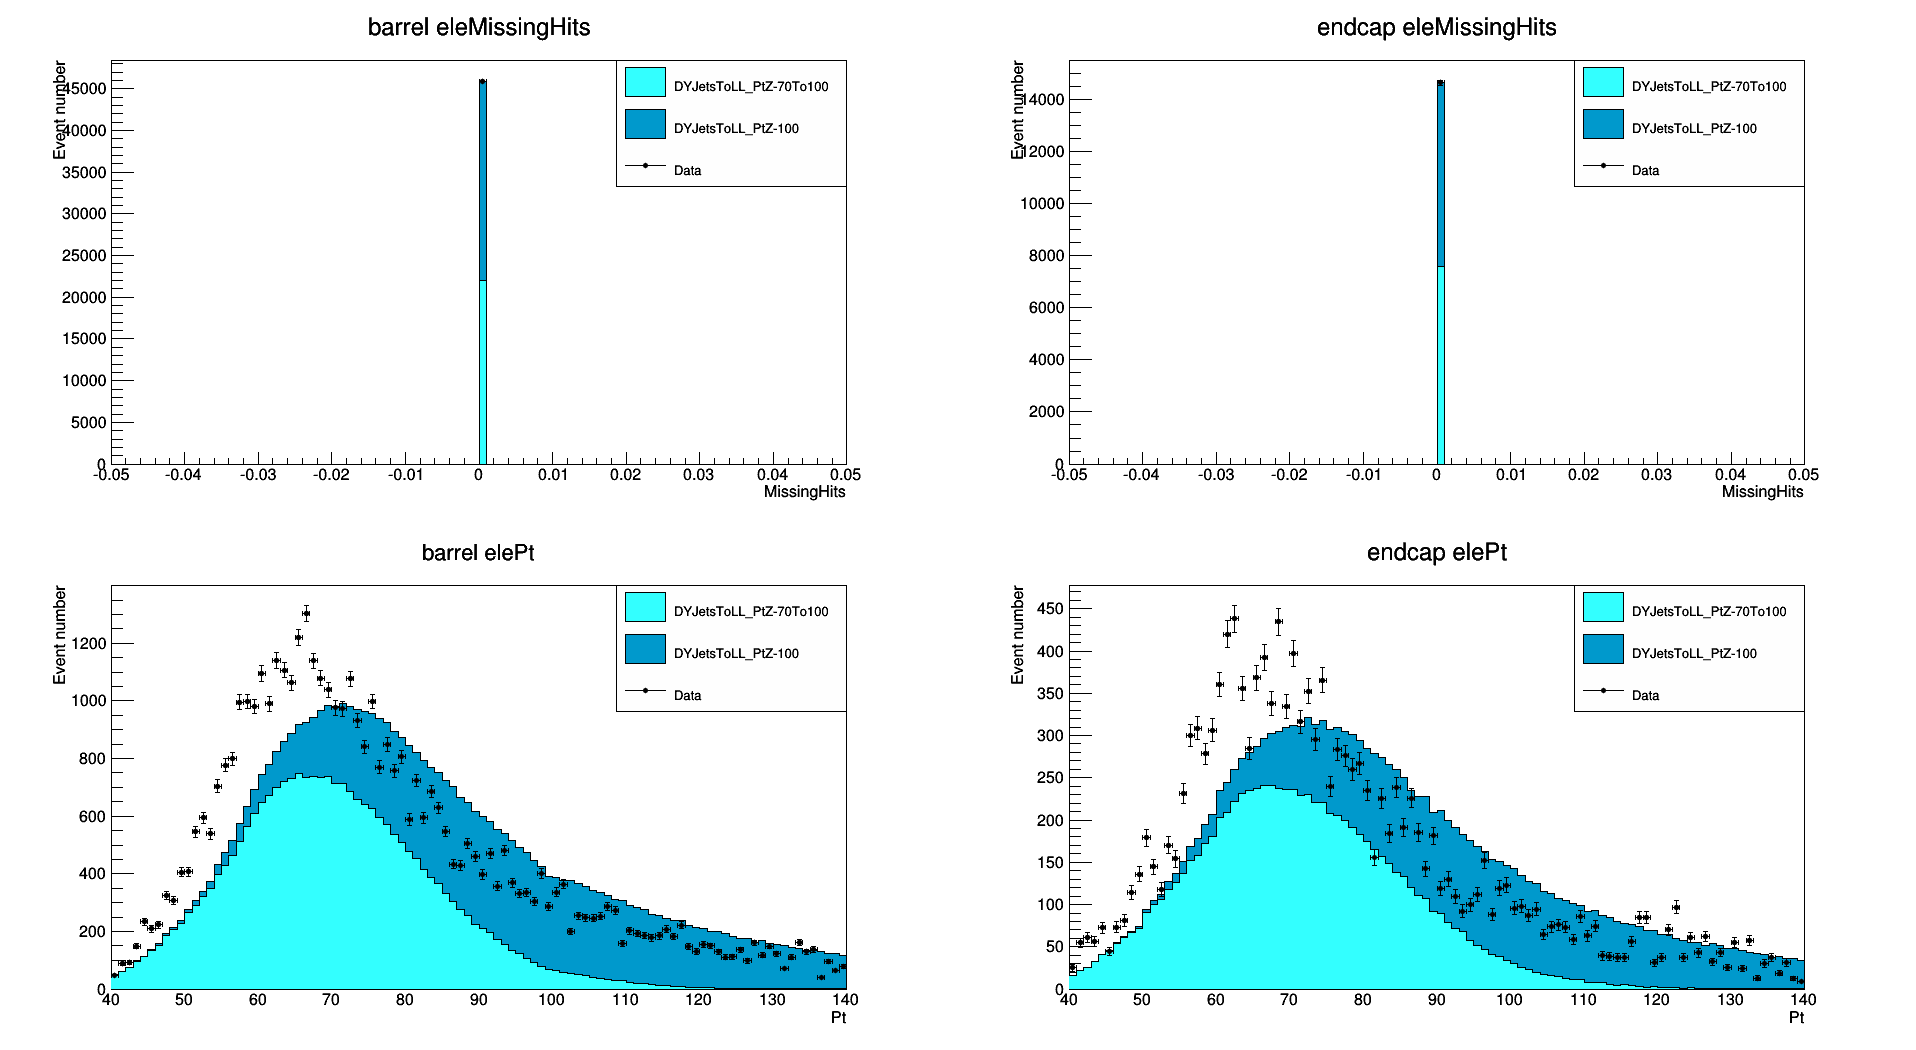 barrel eleMissingHits
Event number
45000
40000
35000
30000
25000
20000
15000
10000
5000
0
-0.05 -0.04 -0.03 -0.02 -0.01 0 0.01 0.02 0.03 0.04 0.05
MissingHits
DYJetsToLL_PtZ-70To100
DYJetsToLL_PtZ-100
Data
endcap eleMissingHits
Event number
14000
12000
10000
8000
6000
4000
2000
0
-0.05 -0.04 -0.03 -0.02 -0.01 0 0.01 0.02 0.03 0.04 0.05
MissingHits
DYJetsToLL_PtZ-70To100
DYJetsToLL_PtZ-100
Data
barrel elePt
Event number
1200
1000
800
600
400
200
0
40 50 60 70 80 90 100 110 120 130 140
Pt
DYJetsToLL_PtZ-70To100
DYJetsToLL_PtZ-100
Data
endcap elePt
Event number
450
400
350
300
250
200
150
100
50
0
40 50 60 70 80 90 100 110 120 130 140
Pt
DYJetsToLL_PtZ-70To100
DYJetsToLL_PtZ-100
Data